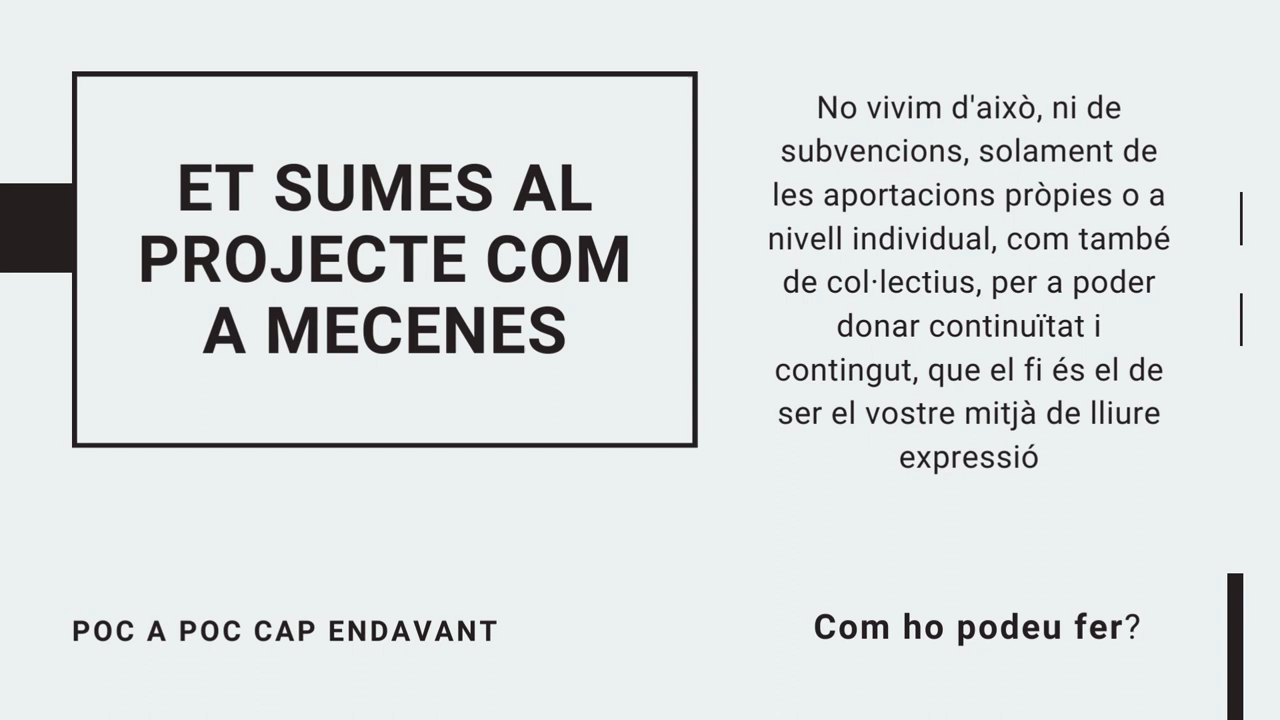 ET SUMES AL
PROJECTE COM
A MECENES
No vivim d'això, ni de
subvencions, solament de
les aportacions pròpies o a
nivell individual, com també
de col·lectius, per a poder
donar continuïtat i
contingut, que el fi és el de
ser el vostre mitjà de lliure
expressió
POC A POC CAP ENDAVANT
Com ho podeu fer?